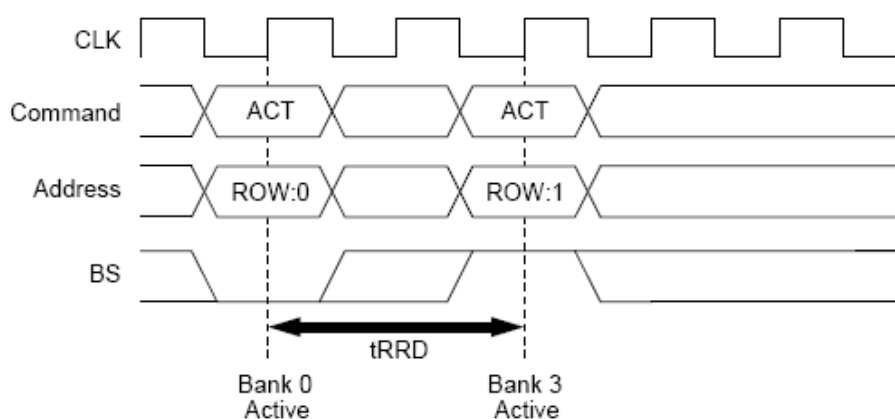 CLK
Command
ACT
ACT
Address
ROW:0
ROW:1
BS
tRRD
Bank 0
Active
Bank 3
Active